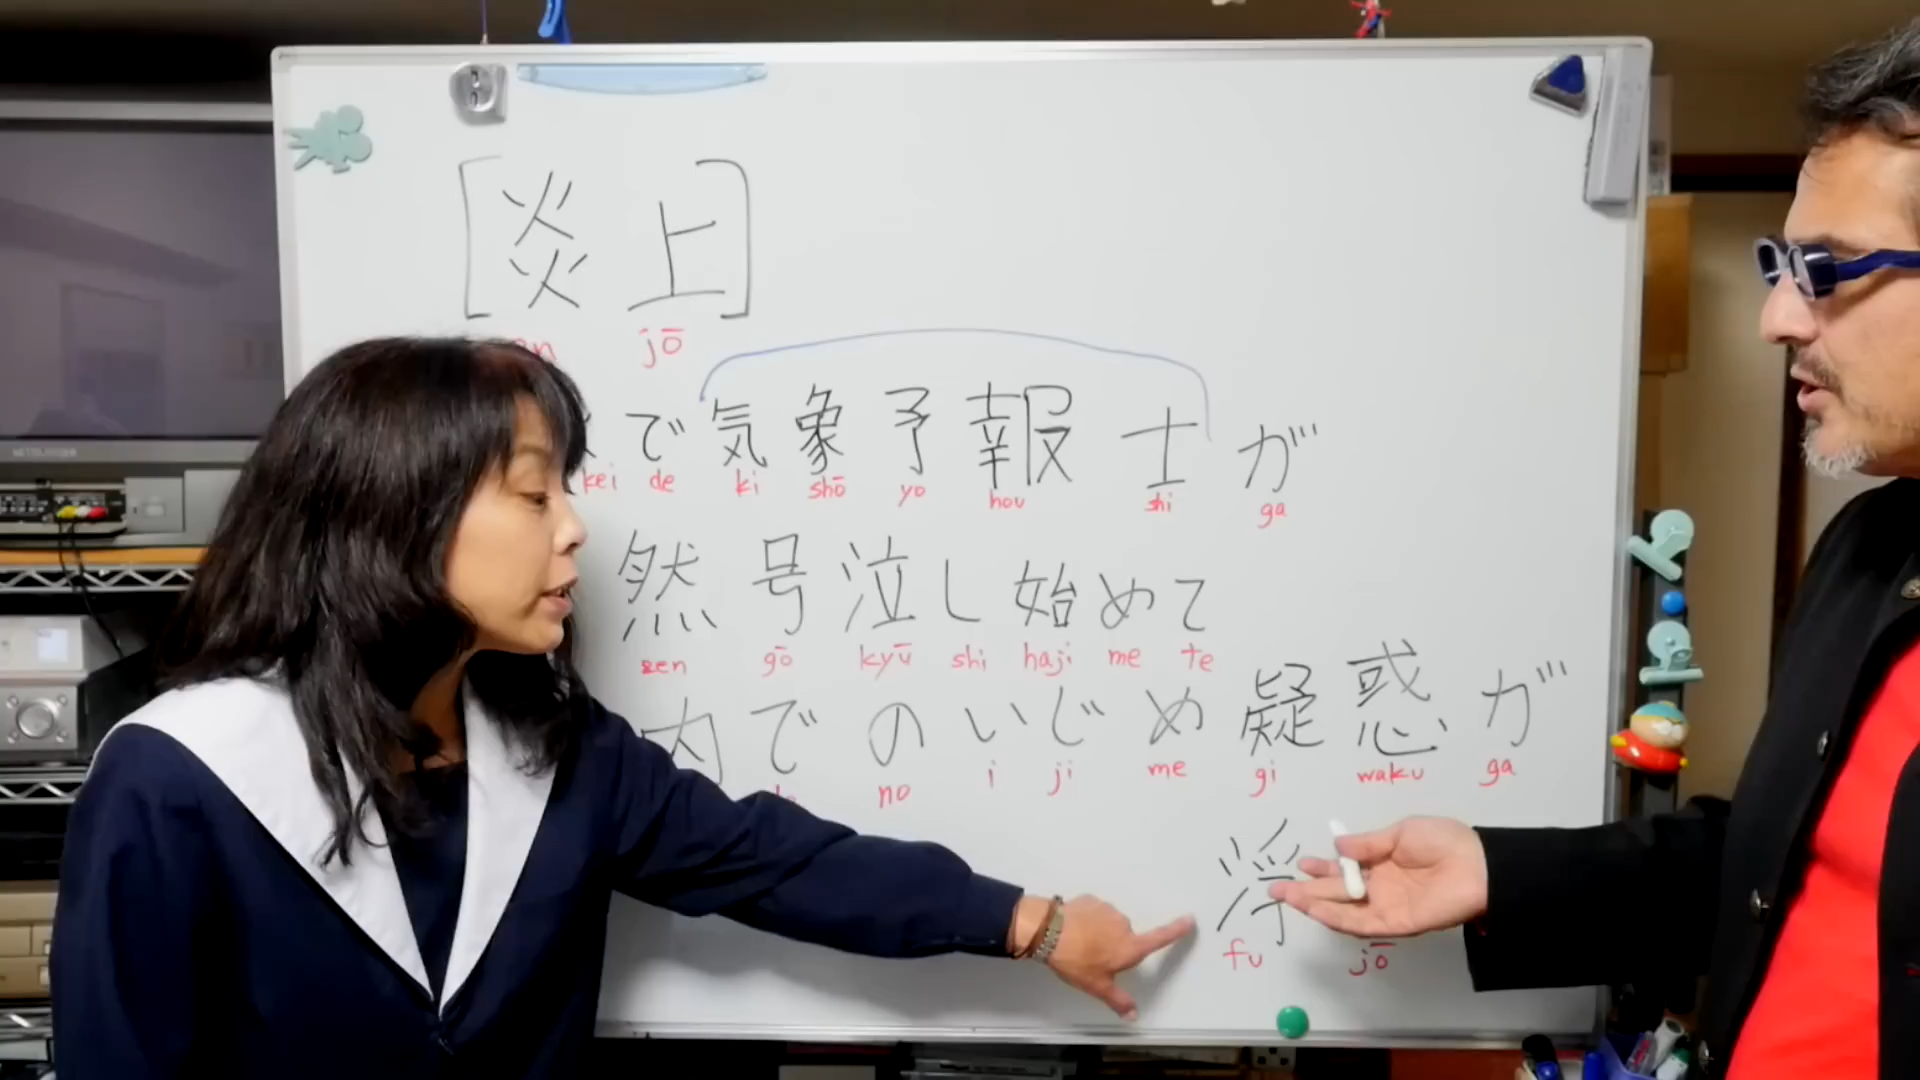 [炎上]
jō
で気象予報士が
kei de ki shō yo hou shi ga
然号泣し始めて
zen gō kyū shi haji me te
内でのいじめ疑惑が
no i ji me gi waku ga
浮
fu jō